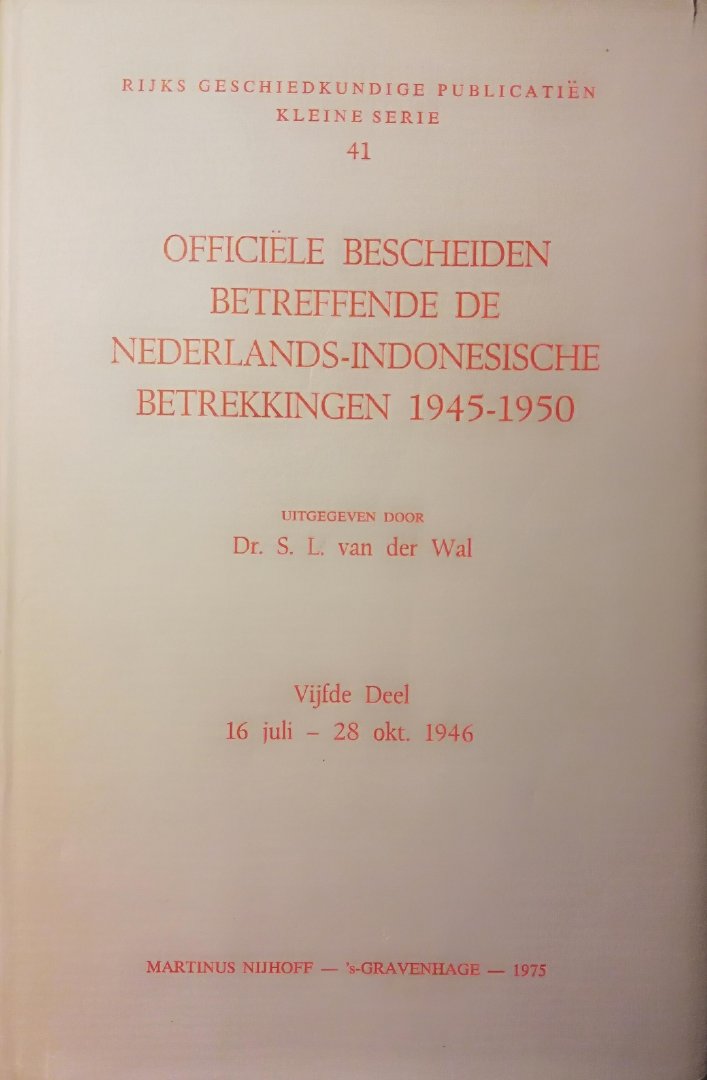 RIJKS GESCHIEDKUNDIGE PUBLICATIËN
KLEINE SERIE
41
OFFICIËLE BESCHEIDEN
BETREFFENDE DE
NEDERLANDS-INDONESISCHE
BETREKKINGEN 1945-1950
UITGEGEVEN DOOR
Dr. S. L. van der Wal
Vijfde Deel
16 juli – 28 okt. 1946
MARTINUS NIJHOFF — 's-GRAVENHAGE — 1975